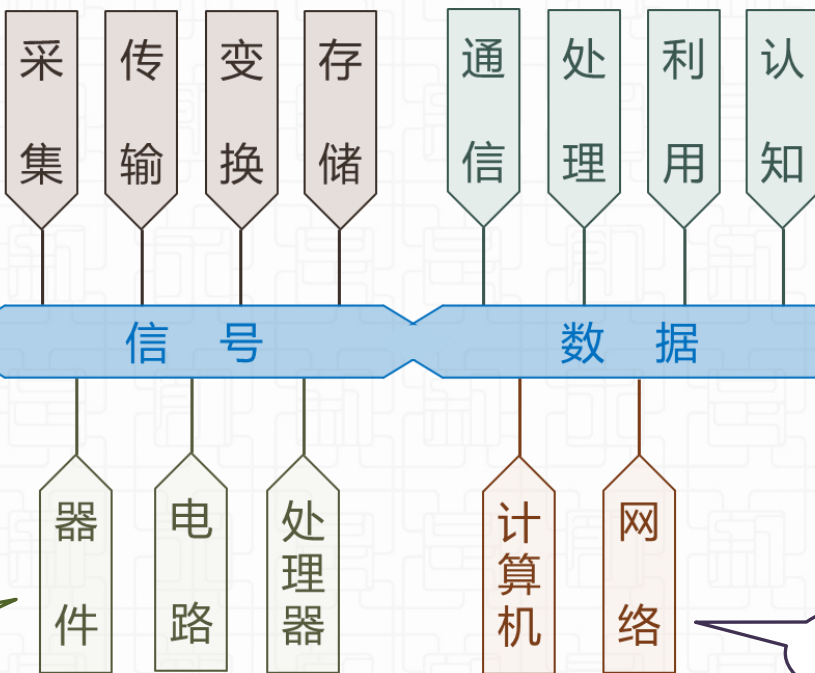 采集
传输
变换
存储
通信
处理
利用
认知
信号
数据
器件
电路
处理器
计算机
网络